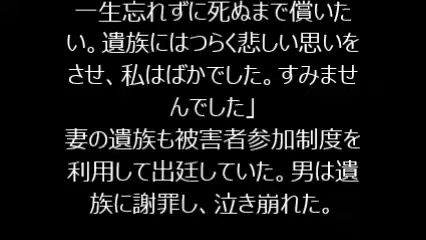 一生忘れずに死ぬまで償いた
い。遺族にはつらく悲しい思いを
させ、私はばかでした。すみませ
んでした」
妻の遺族も被害者参加制度を
利用して出廷していた。男は遺
族に謝罪し、泣き崩れた。